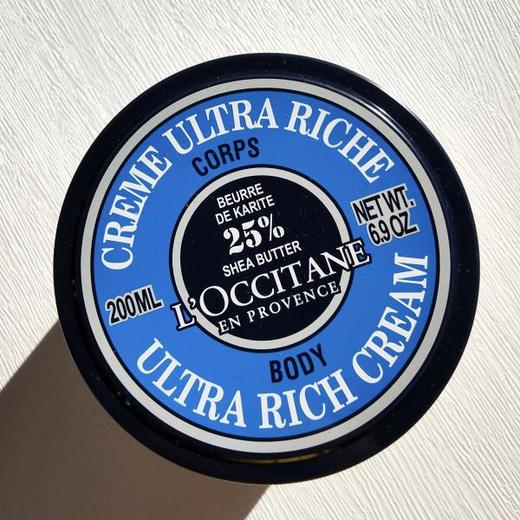 CREME ULTRA RICHE
CORPS
BEURRE
DE KARITE
25%
SHEA BUTTER
L'OCCITANE
EN PROVENCE
200ML
NET WT.
6.9 OZ
BODY
ULTRA RICH CREAM